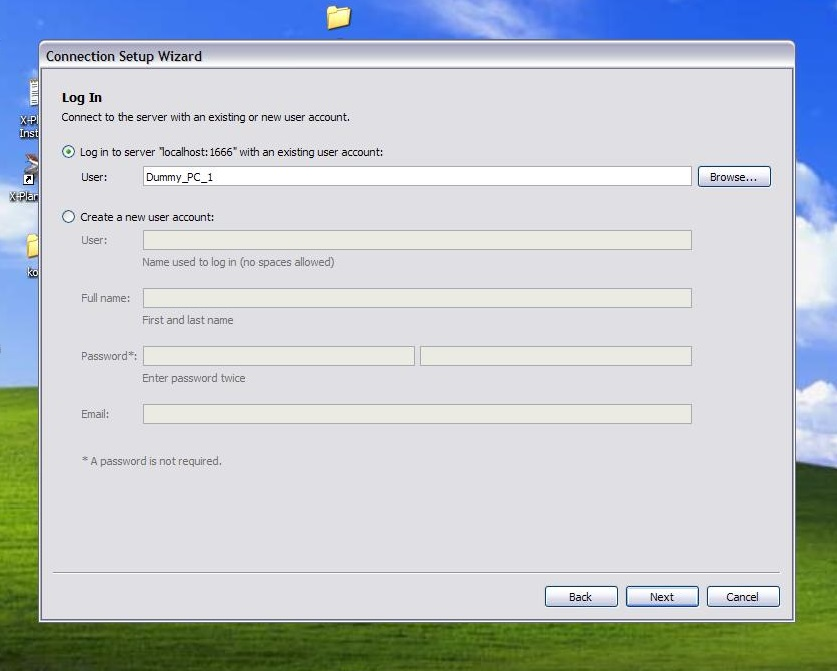 Connection Setup Wizard
Log In
Connect to the server with an existing or new user account.
Log in to server "localhost:1666" with an existing user account:
User: Dummy_PC_1 Browse...
Create a new user account:
User:
Name used to log in (no spaces allowed)
Full name:
First and last name
Password*:
Enter password twice
Email:
* A password is not required.
Back Next Cancel
X-Pl
Inst
X-Plan
ko